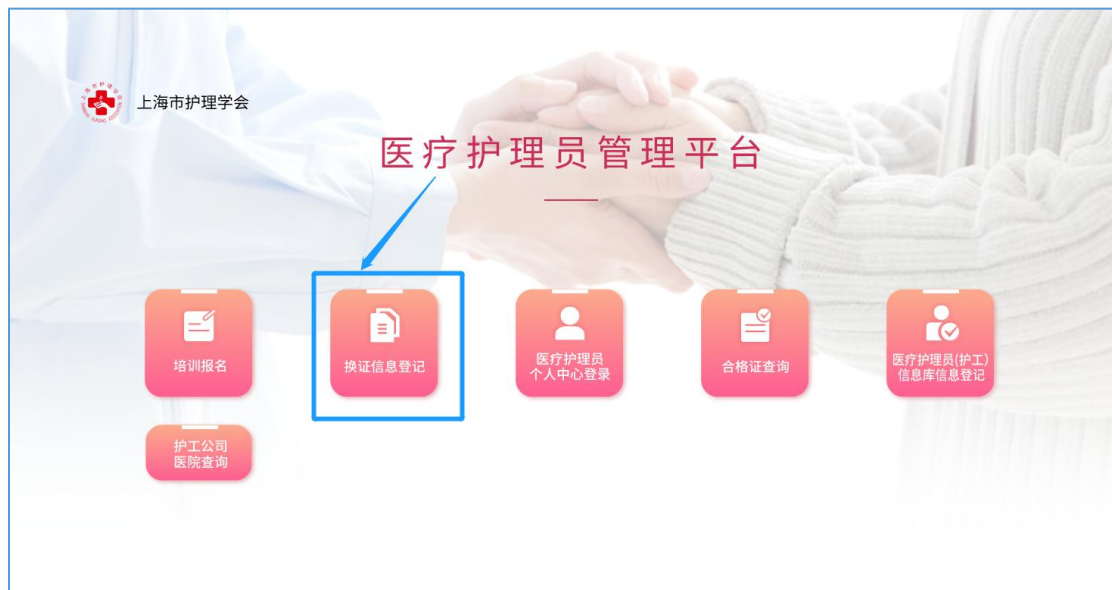 上海市护理学会
医疗护理员管理平台
培训报名
换证信息登记
医疗护理员
个人中心登录
合格证查询
医疗护理员(护工)
信息库信息登记
护工公司
医院查询